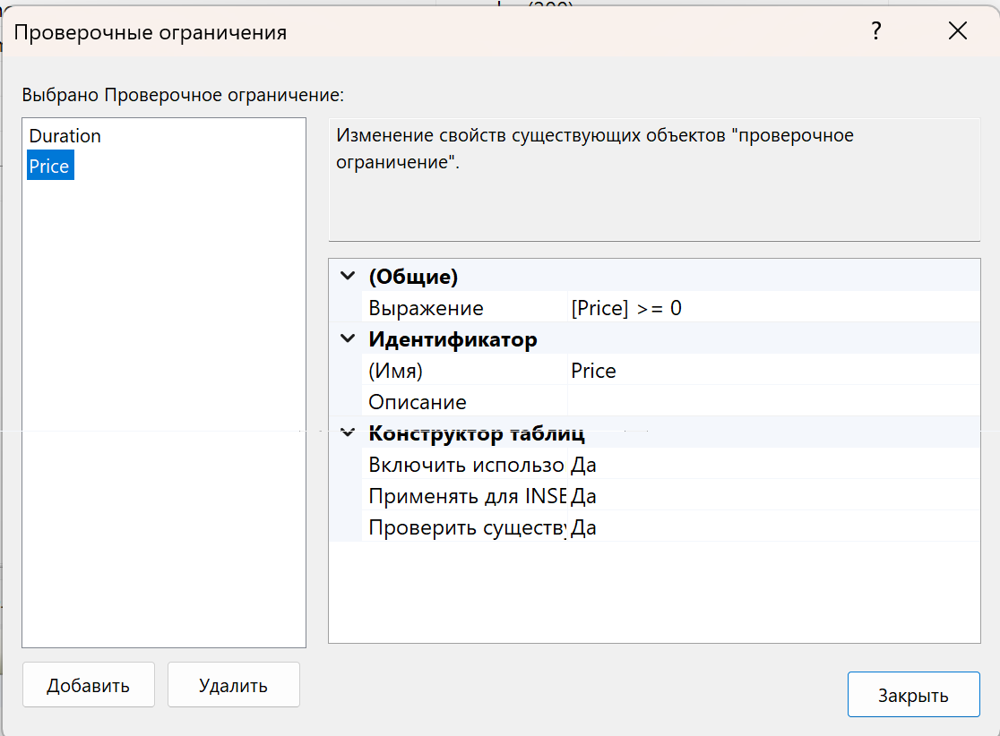 Проверочные ограничения
?
Выбрано Проверочное ограничение:
Duration
Price
Изменение свойств существующих объектов "проверочное
ограничение".
(Общие)
Выражение [Price] >= 0
Идентификатор
(Имя) Price
Описание
Конструктор таблиц
Включить использо Да
Применять для INSE Да
Проверить существу Да
Добавить
Удалить
Закрыть